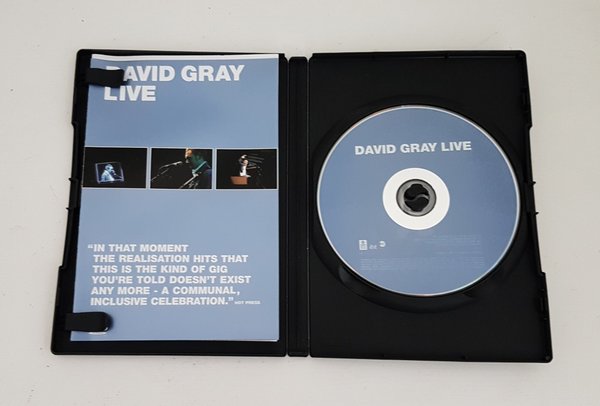 DAVID GRAY
LIVE
“IN THAT MOMENT
THE REALISATION HITS THAT
THIS IS THE KIND OF GIG
YOU'RE TOLD DOESN'T EXIST
ANY MORE - A COMMUNAL,
INCLUSIVE CELEBRATION.” HOT PRESS
DAVID GRAY LIVE